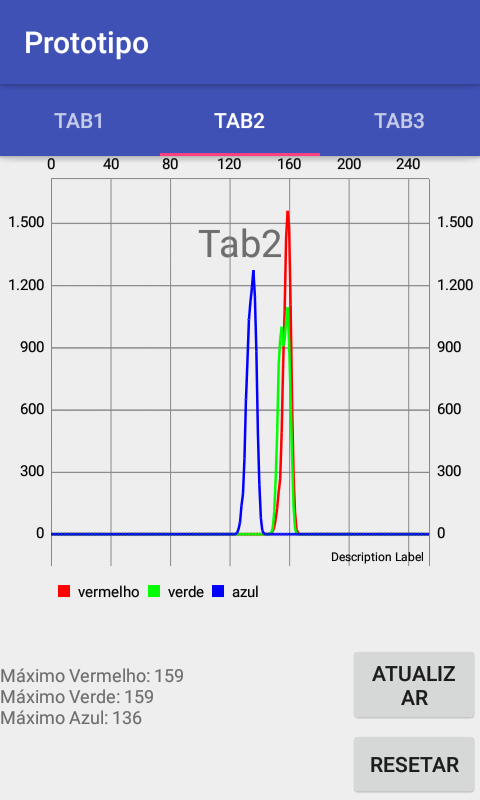 Prototipo
TAB1 TAB2 TAB3
0 40 80 120 160 200 240
1.500 1.500
Tab2
1.200 1.200
900 900
600 600
300 300
0 0
Description Label
vermelho verde azul
Máximo Vermelho: 159
Máximo Verde: 159
Máximo Azul: 136
ATUALIZ
AR
RESETAR